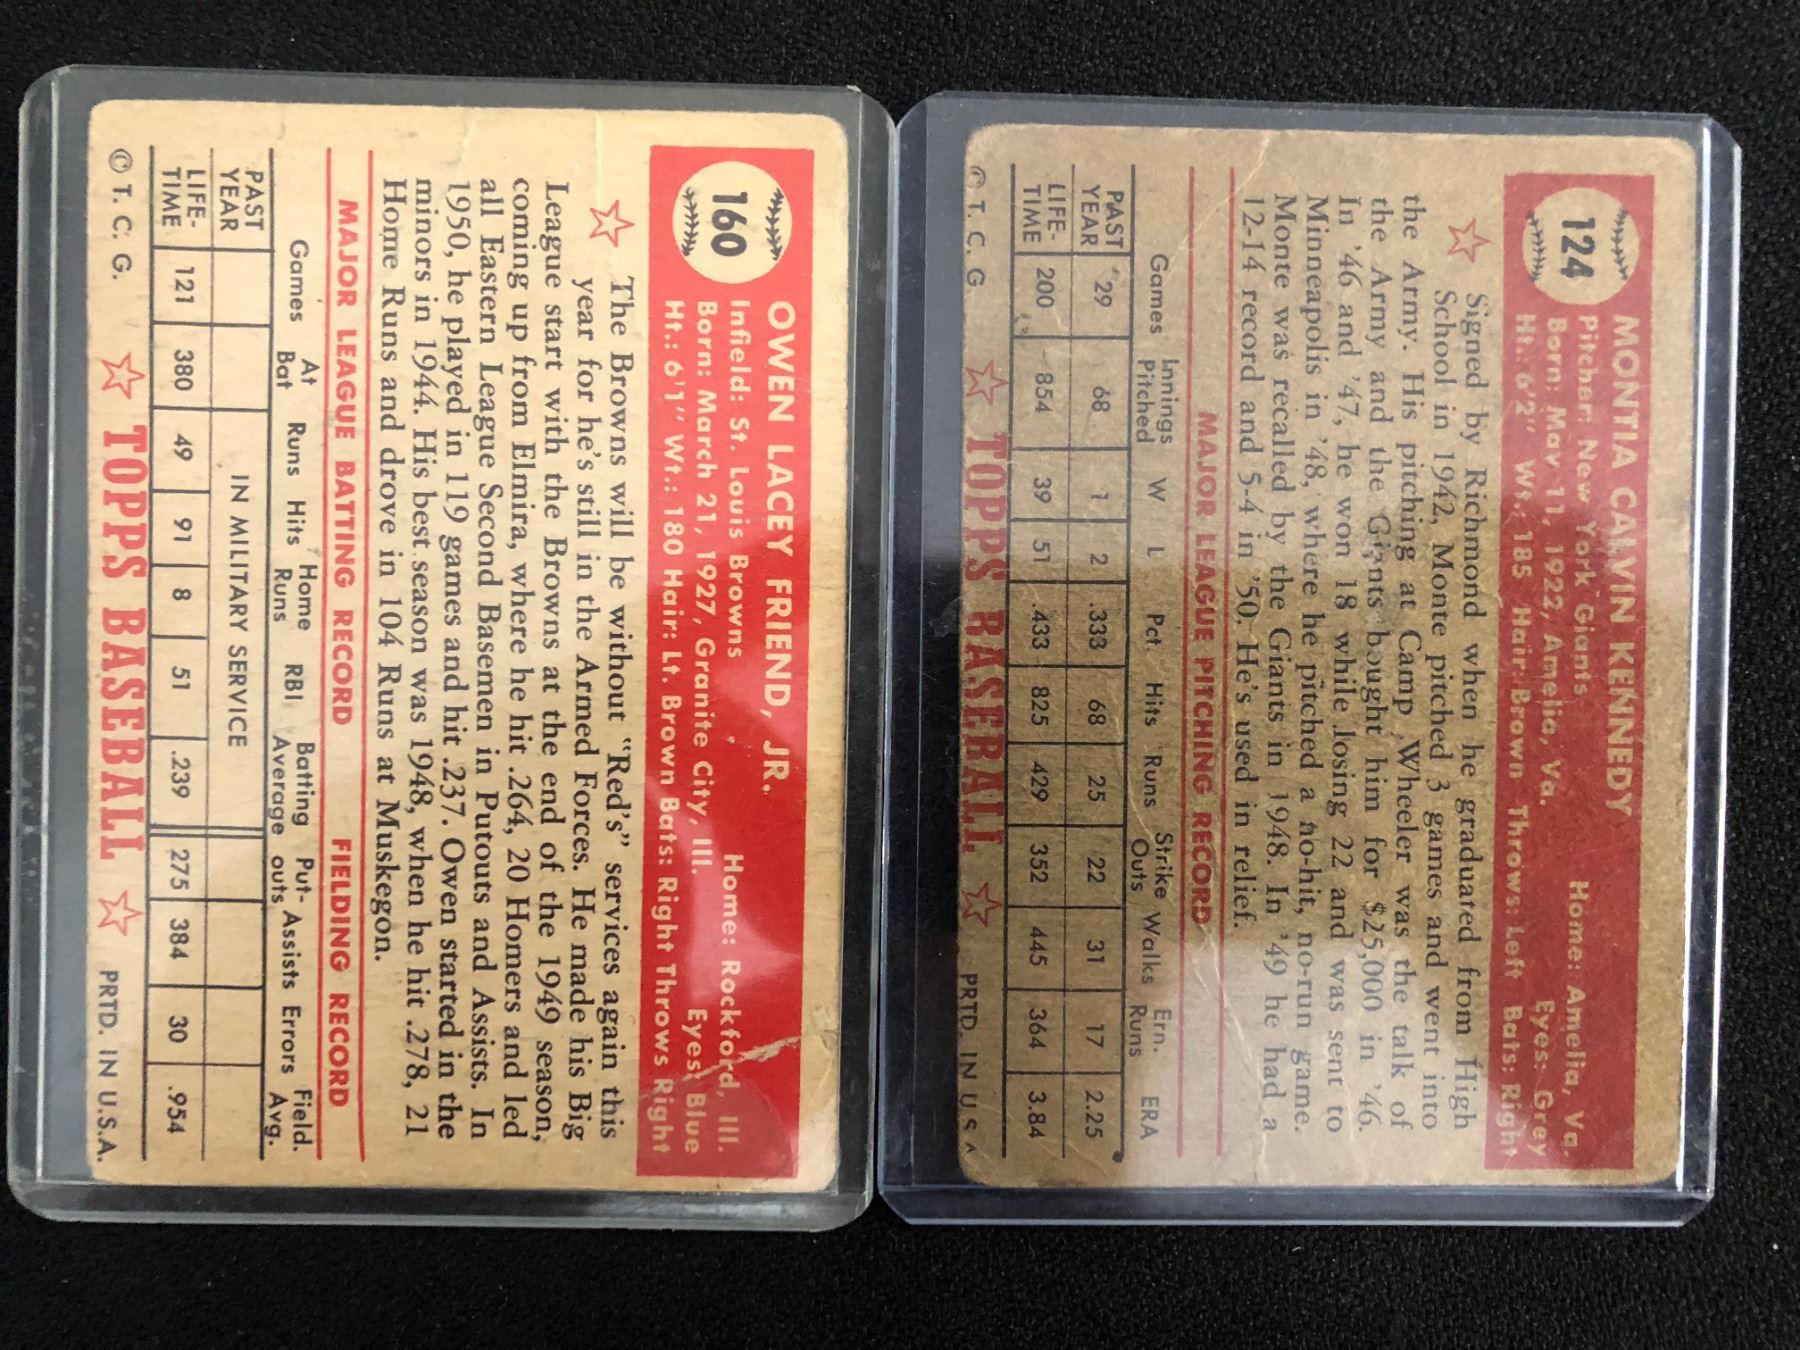 124
MONTIA CALVIN KENNEDY
Pitcher: New York Giants Home: Amelia, Va.
Born: May 11, 1922, Amelia, Va. Eyes: Grey
Ht.: 6'2" Wt.: 185 Hair: Brown Throws: Left Bats: Right
Signed by Richmond when he graduated from High
School in 1942, Monte pitched 3 games and went into
the Army. His pitching at Camp Wheeler was the talk of
the Army and the Giants bought him for $25,000 in '46.
In '46 and '47, he won 18 while losing 22 and was sent to
Minneapolis in '48, where he pitched a no-hit, no-run game.
Monte was recalled by the Giants in 1948. In '49 he had a
12-14 record and 5-4 in '50. He's used in relief.
MAJOR LEAGUE PITCHING RECORD
Games Innings Pitched W L Pct. Hits Runs Strike Outs Walks Ern. Runs ERA
PAST YEAR 29 68 1 2 .333 68 25 22 31 17 2.25
LIFE-TIME 200 854 39 51 .433 825 429 352 445 364 3.84
© T. C. G. TOPPS BASEBALL PRTD. IN U.S.A.
160
OWEN LACEY FRIEND, JR.
Infield: St. Louis Browns Home: Rockford, Ill.
Born: March 21, 1927, Granite City, Ill. Eyes: Blue
Ht.: 6'1" Wt.: 180 Hair: Lt. Brown Bats: Right Throws Right
The Browns will be without "Red's" services again this
year for he's still in the Armed Forces. He made his Big
League start with the Browns at the end of the 1949 season,
coming up from Elmira, where he hit .264, 20 Homers and led
all Eastern League Second Basemen in Putouts and Assists. In
1950, he played in 119 games and hit .237. Owen started in the
minors in 1944. His best season was 1948, when he hit .278, 21
Home Runs and drove in 104 Runs at Muskegon.
MAJOR LEAGUE BATTING RECORD FIELDING RECORD
Games At Bat Runs Hits Home Runs RBI Batting Average Put-outs Assists Errors Field. Avg.
PAST YEAR IN MILITARY SERVICE
LIFE-TIME 121 380 49 91 8 51 .239 275 384 30 .954
© T. C. G. TOPPS BASEBALL PRTD. IN U.S.A.